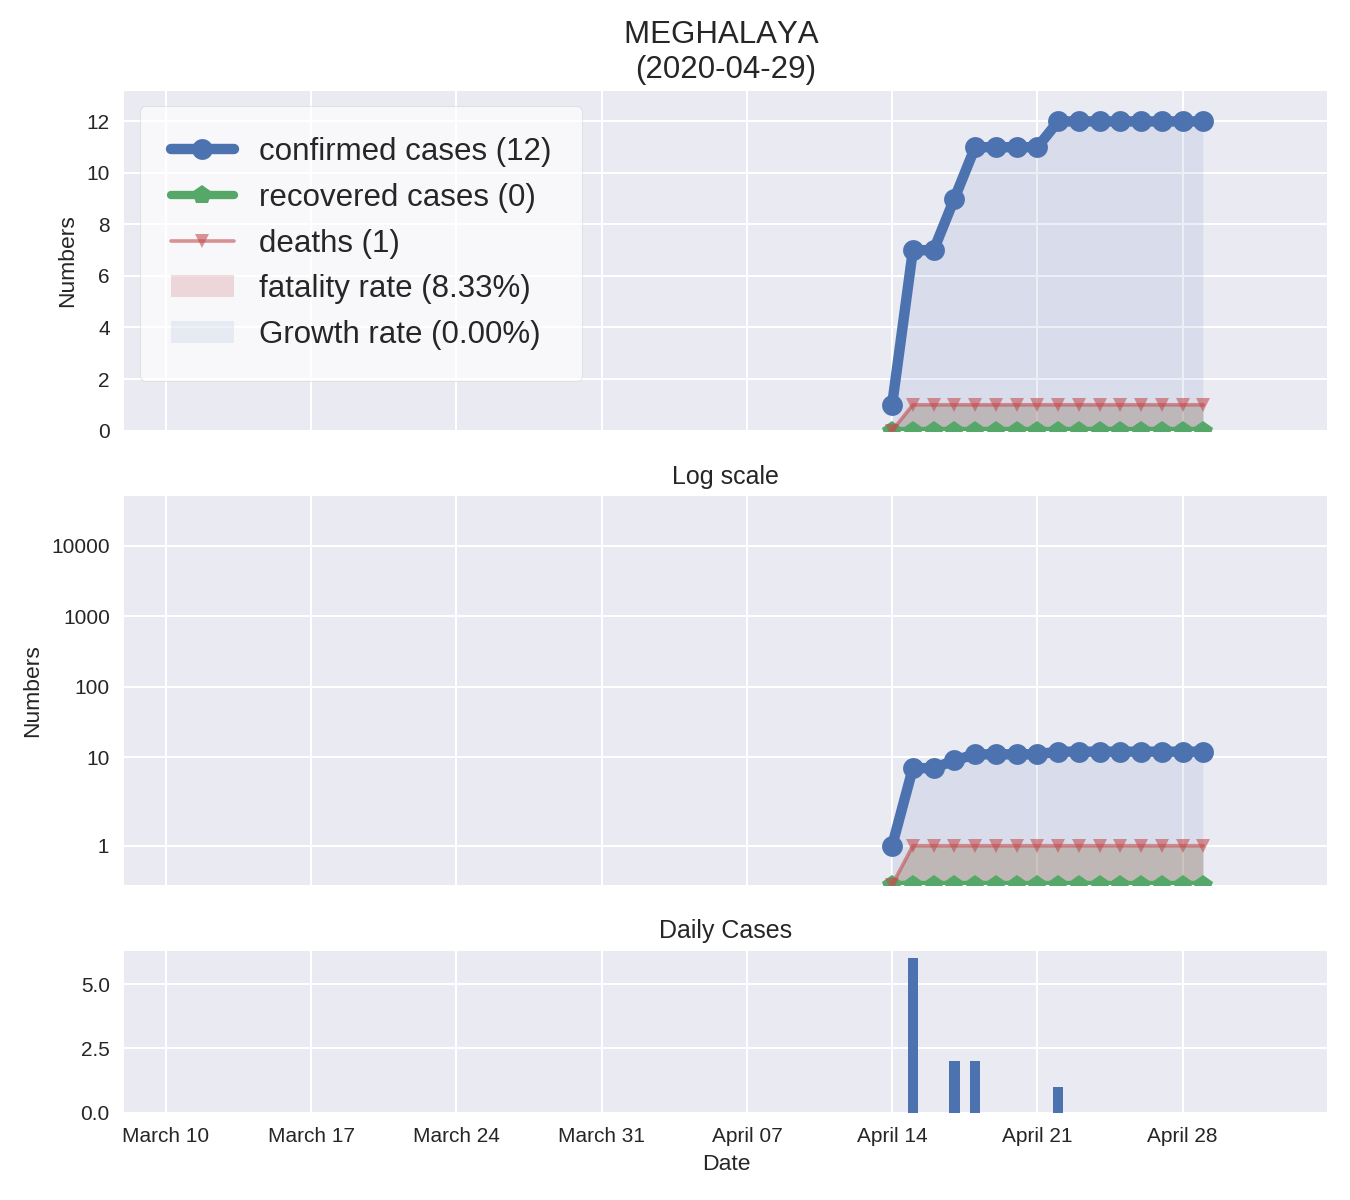 MEGHALAYA
(2020-04-29)
12
10
8
6
4
2
0
Numbers
confirmed cases (12)
recovered cases (0)
deaths (1)
fatality rate (8.33%)
Growth rate (0.00%)
Log scale
10000
1000
100
10
1
Numbers
Daily Cases
5.0
2.5
0.0
March 10 March 17 March 24 March 31 April 07 April 14 April 21 April 28
Date